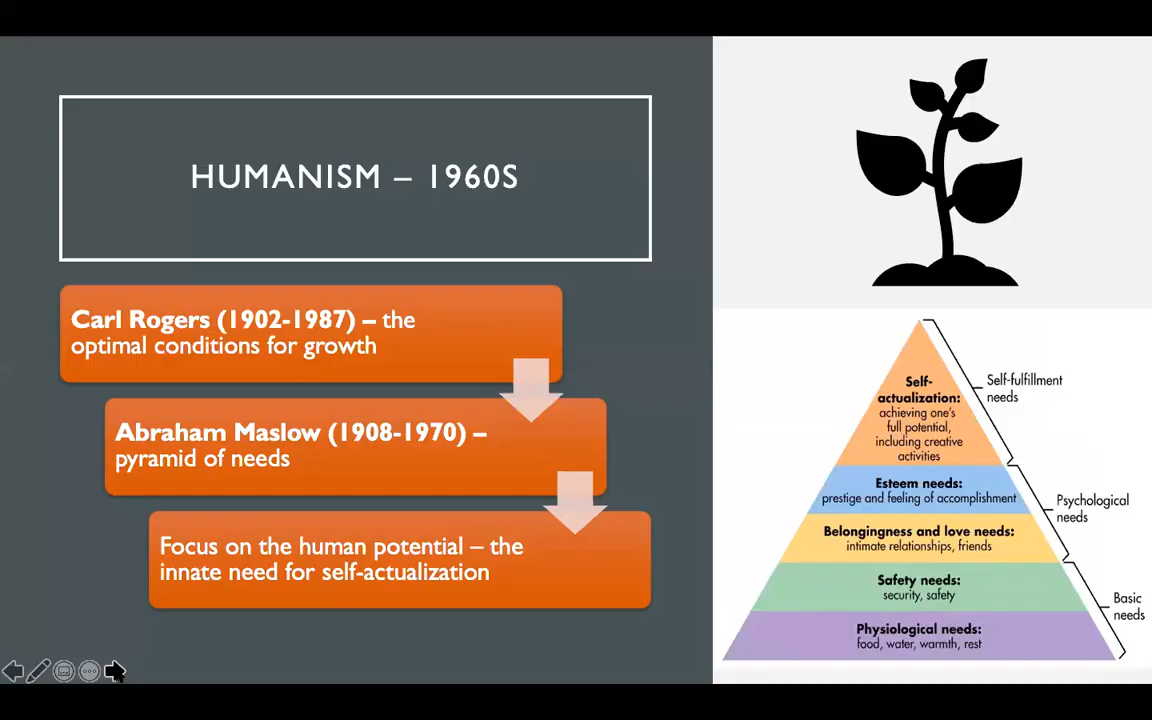 HUMANISM – 1960S
Carl Rogers (1902-1987) – the
optimal conditions for growth
Abraham Maslow (1908-1970) –
pyramid of needs
Focus on the human potential – the
innate need for self-actualization
Self-
actualization:
achieving one's
full potential,
including creative
activities
Self-fulfillment
needs
Esteem needs:
prestige and feeling of accomplishment
Belongingness and love needs:
intimate relationships, friends
Psychological
needs
Safety needs:
security, safety
Physiological needs:
food, water, warmth, rest
Basic
needs